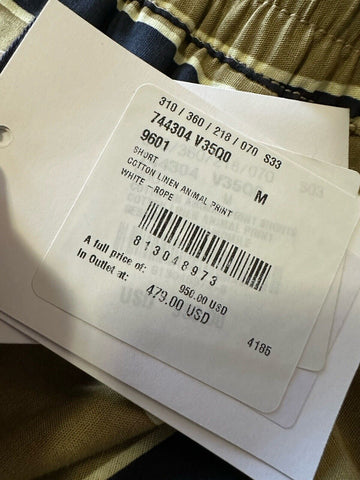 310 / 360 / 218 / 070 S33
744304 V35Q0
9601 M
SHORT
COTTON LINEN ANIMAL PRINT
WHITE -ROPE
813048973
A full price of: 950.00 USD
In Outlet at: 479.00 USD
4185